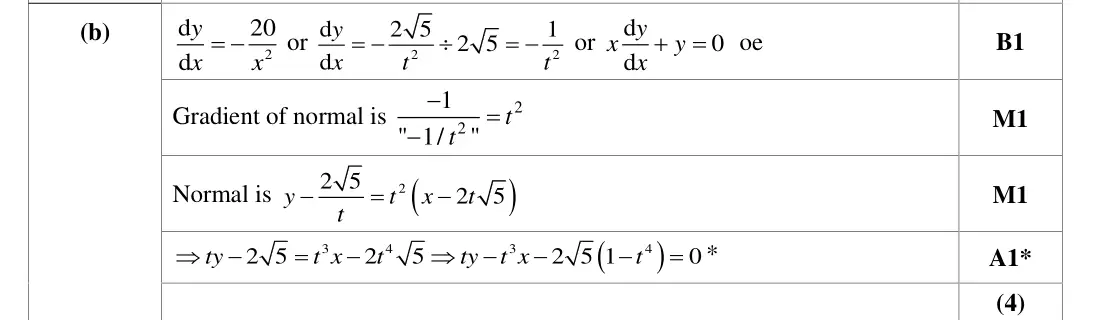 (b) dy/dx = −20/x² or dy/dx = −2√5/t² ÷ 2√5 = −1/t² or x dy/dx + y = 0 oe B1
Gradient of normal is −1/"−1/t²" = t² M1
Normal is y − 2√5/t = t²(x − 2t√5) M1
⇒ ty − 2√5 = t³x − 2t⁴√5 ⇒ ty − t³x − 2√5(1 − t⁴) = 0 * A1*
(4)